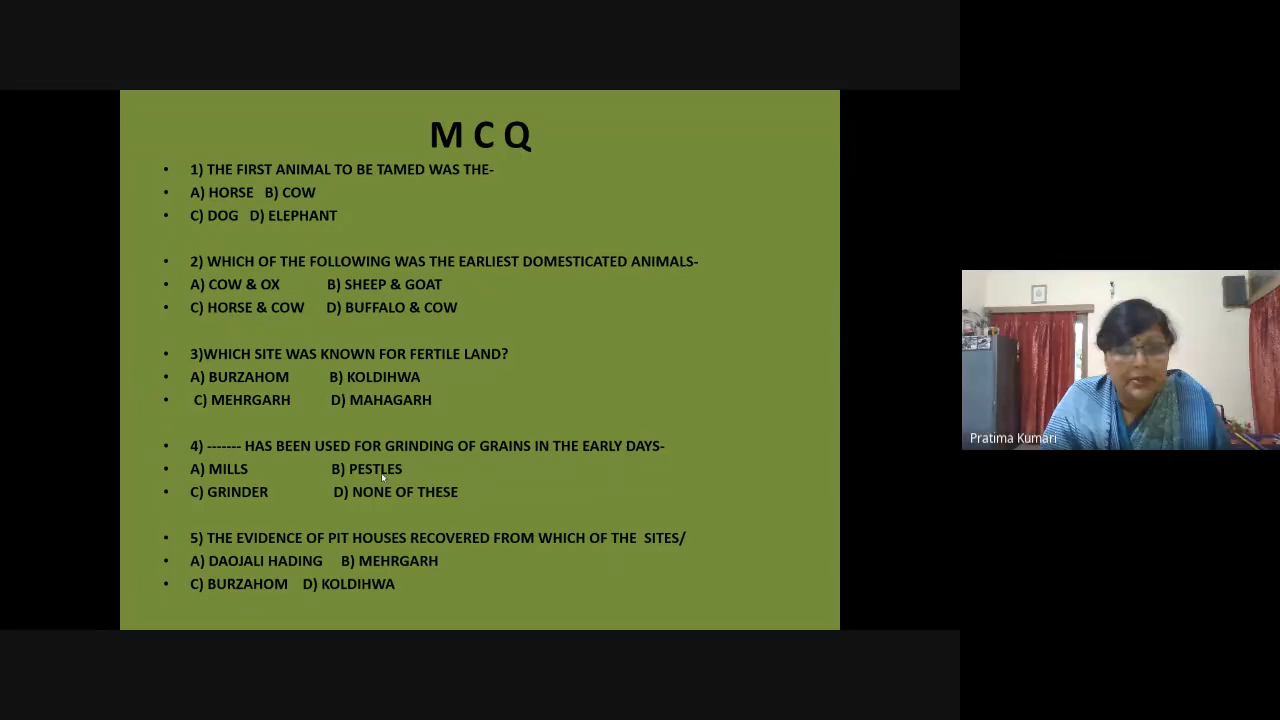 M C Q
• 1) THE FIRST ANIMAL TO BE TAMED WAS THE-
• A) HORSE B) COW
• C) DOG D) ELEPHANT
• 2) WHICH OF THE FOLLOWING WAS THE EARLIEST DOMESTICATED ANIMALS-
• A) COW & OX B) SHEEP & GOAT
• C) HORSE & COW D) BUFFALO & COW
• 3)WHICH SITE WAS KNOWN FOR FERTILE LAND?
• A) BURZAHOM B) KOLDIHWA
• C) MEHRGARH D) MAHAGARH
• 4) ------- HAS BEEN USED FOR GRINDING OF GRAINS IN THE EARLY DAYS-
• A) MILLS B) PESTLES
• C) GRINDER D) NONE OF THESE
• 5) THE EVIDENCE OF PIT HOUSES RECOVERED FROM WHICH OF THE SITES/
• A) DAOJALI HADING B) MEHRGARH
• C) BURZAHOM D) KOLDIHWA
Pratima Kumari